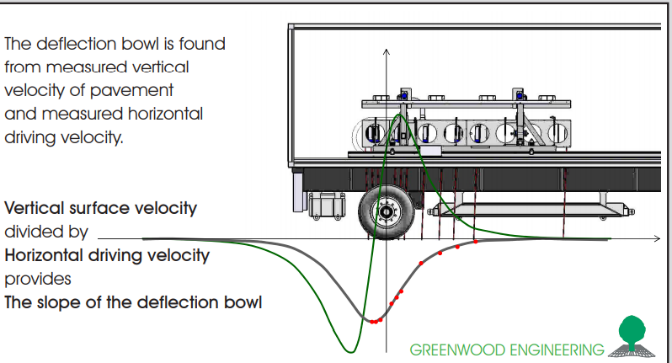 The deflection bowl is found
from measured vertical
velocity of pavement
and measured horizontal
driving velocity.
Vertical surface velocity
divided by
Horizontal driving velocity
provides
The slope of the deflection bowl
GREENWOOD ENGINEERING